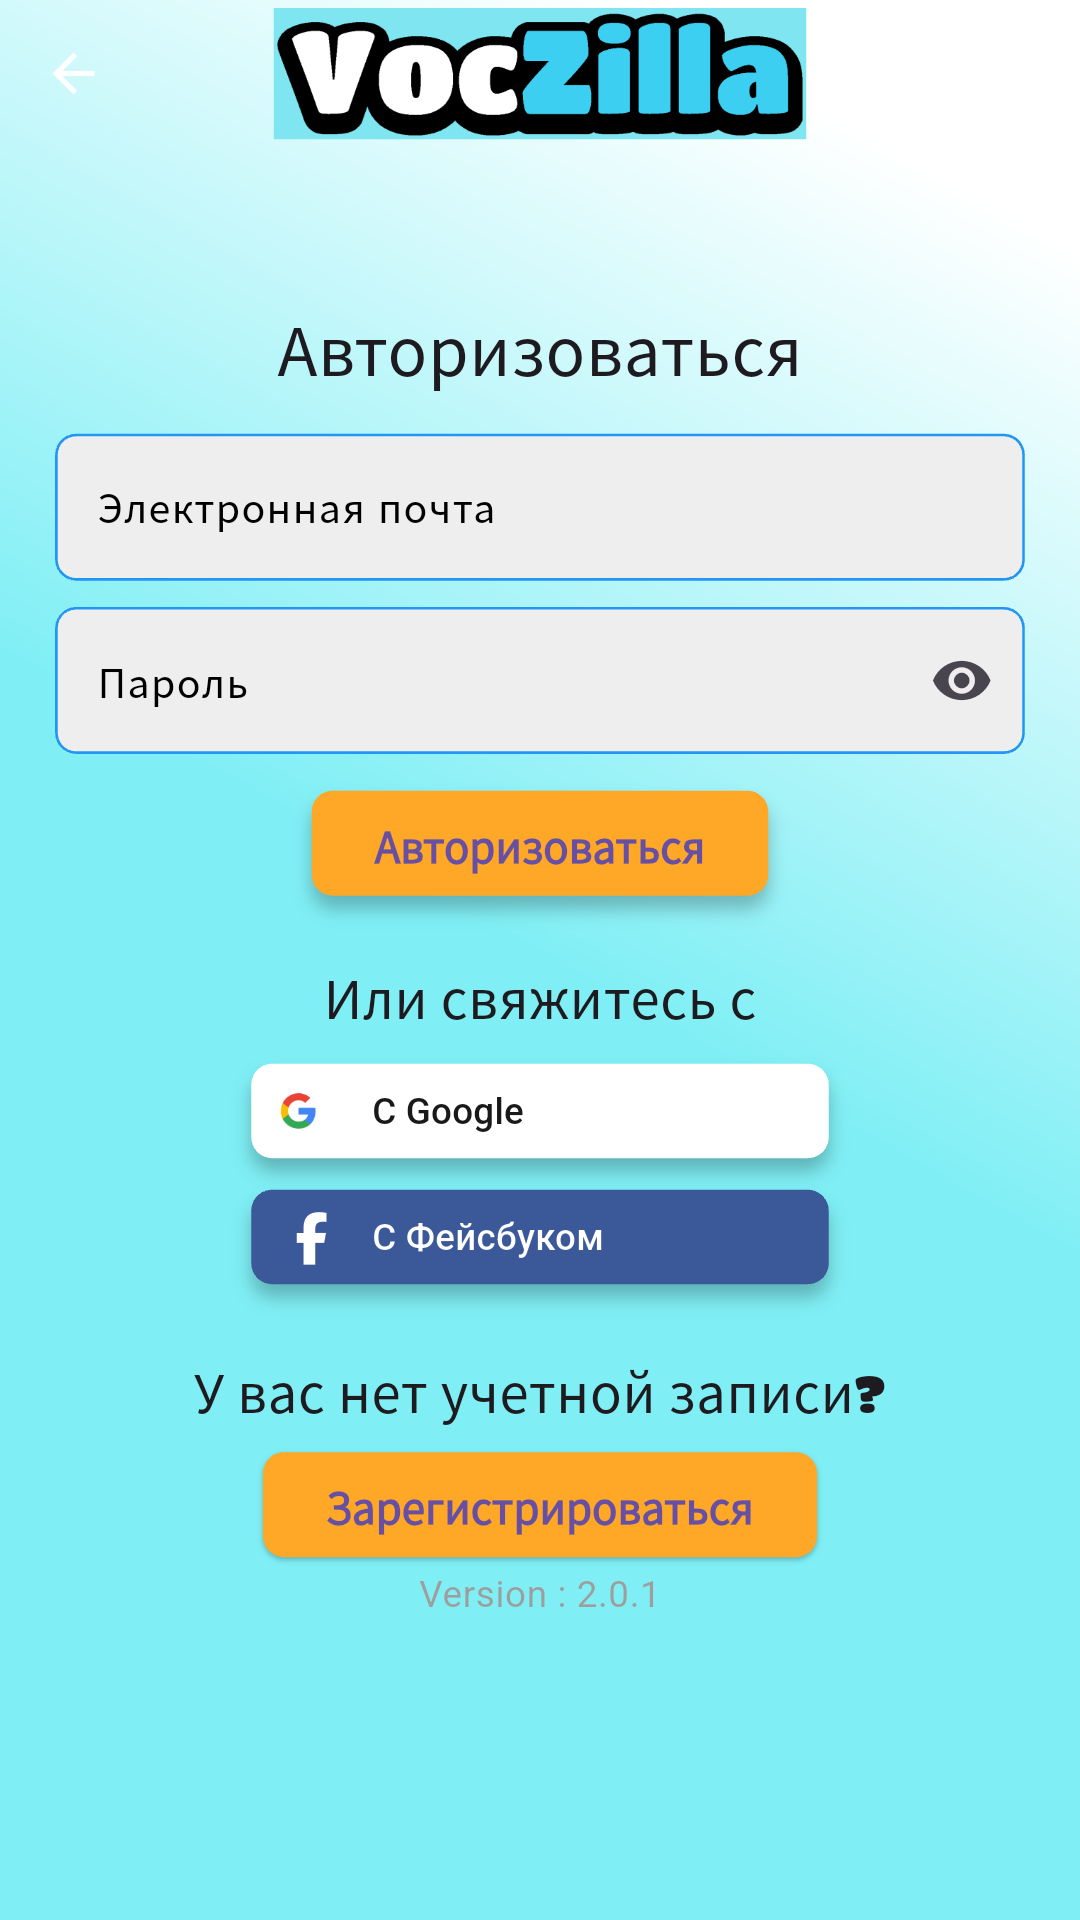 VocZilla
Авторизоваться
Электронная почта
Пароль
Авторизоваться
Или свяжитесь с
С Google
С Фейсбуком
У вас нет учетной записи?
Зарегистрироваться
Version : 2.0.1